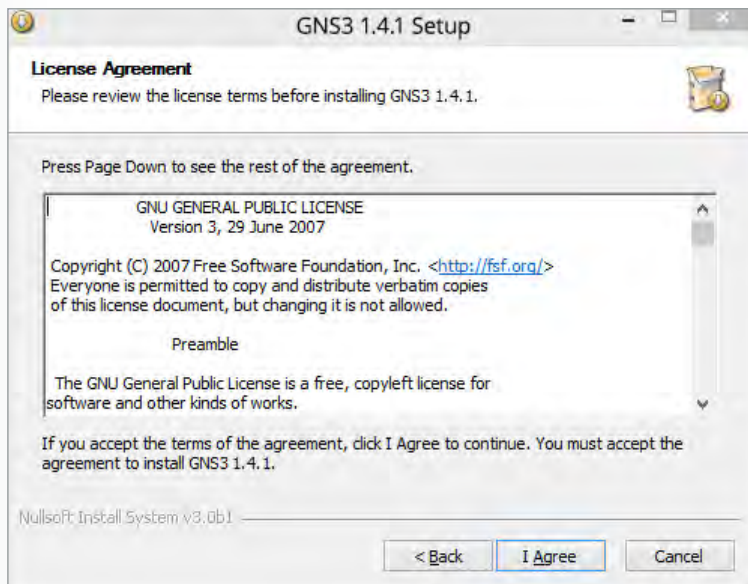 GNS3 1.4.1 Setup
License Agreement
Please review the license terms before installing GNS3 1.4.1.
Press Page Down to see the rest of the agreement.
GNU GENERAL PUBLIC LICENSE
Version 3, 29 June 2007
Copyright (C) 2007 Free Software Foundation, Inc. <http://fsf.org/>
Everyone is permitted to copy and distribute verbatim copies
of this license document, but changing it is not allowed.
Preamble
The GNU General Public License is a free, copyleft license for
software and other kinds of works.
If you accept the terms of the agreement, click I Agree to continue. You must accept the
agreement to install GNS3 1.4.1.
Nullsoft Install System v3.0b1
< Back I Agree Cancel